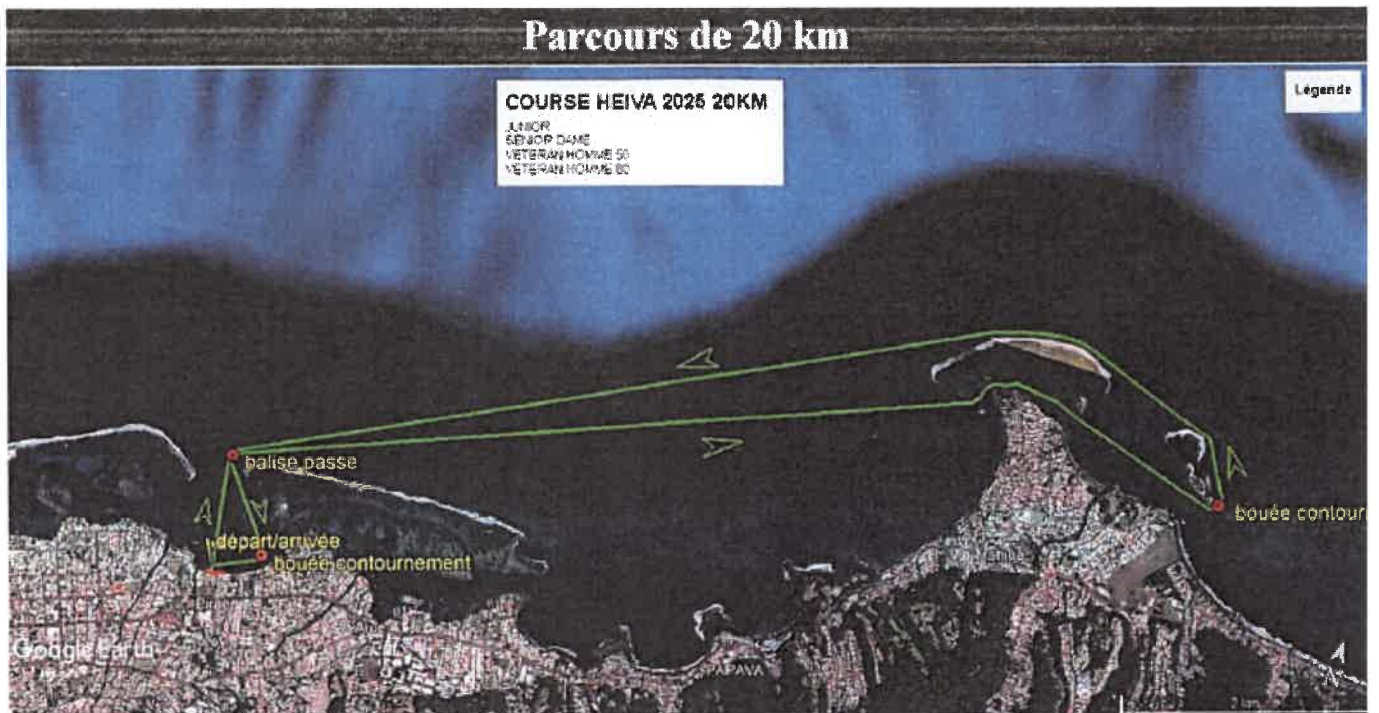 Parcours de 20 km
COURSE HEIVA 2025 20KM
JUNIOR
SENIOR DAME
VETERAN HOMME 50
VETERAN HOMME 60
Légende
balise passe
départ/arrivée
bouée contournement
bouée contour
Google Earth
N